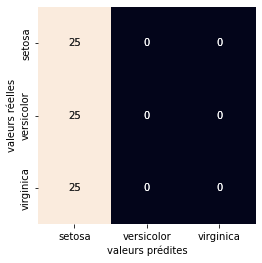 setosa 25 0 0
versicolor 25 0 0
virginica 25 0 0
valeurs réelles
setosa versicolor virginica
valeurs prédites